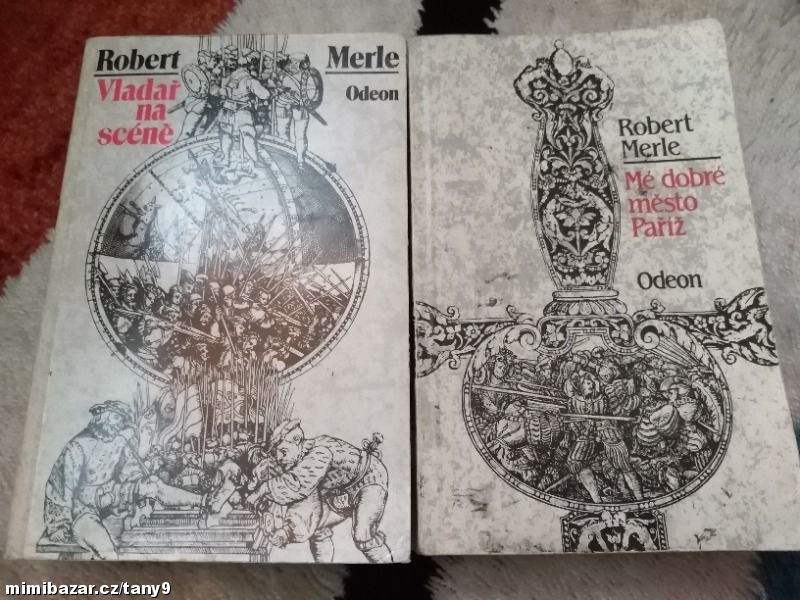 Robert Merle
Vladař
na
scéně
Odeon
Robert
Merle
Mé dobré
město
Paříž
Odeon
mimibazar.cz/tany9